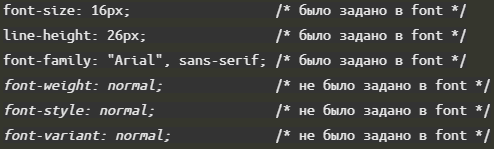 font-size: 16px; /* было задано в font */
line-height: 26px; /* было задано в font */
font-family: "Arial", sans-serif; /* было задано в font */
font-weight: normal; /* не было задано в font */
font-style: normal; /* не было задано в font */
font-variant: normal; /* не было задано в font */